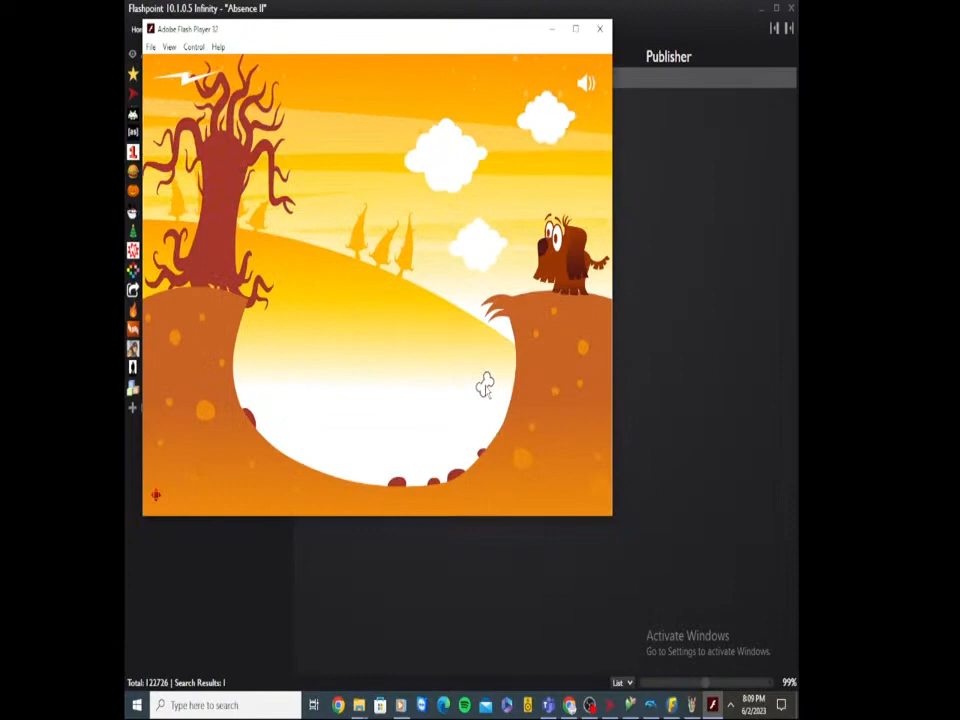 Flashpoint 10.1.0.5 Infinity - "Absence II"
Adobe Flash Player 32
File View Control Help
Publisher
[as]
Activate Windows
Go to Settings to activate Windows.
Total: 122726 | Search Results: 1
List
99%
Type here to search
8:09 PM
6/2/2023